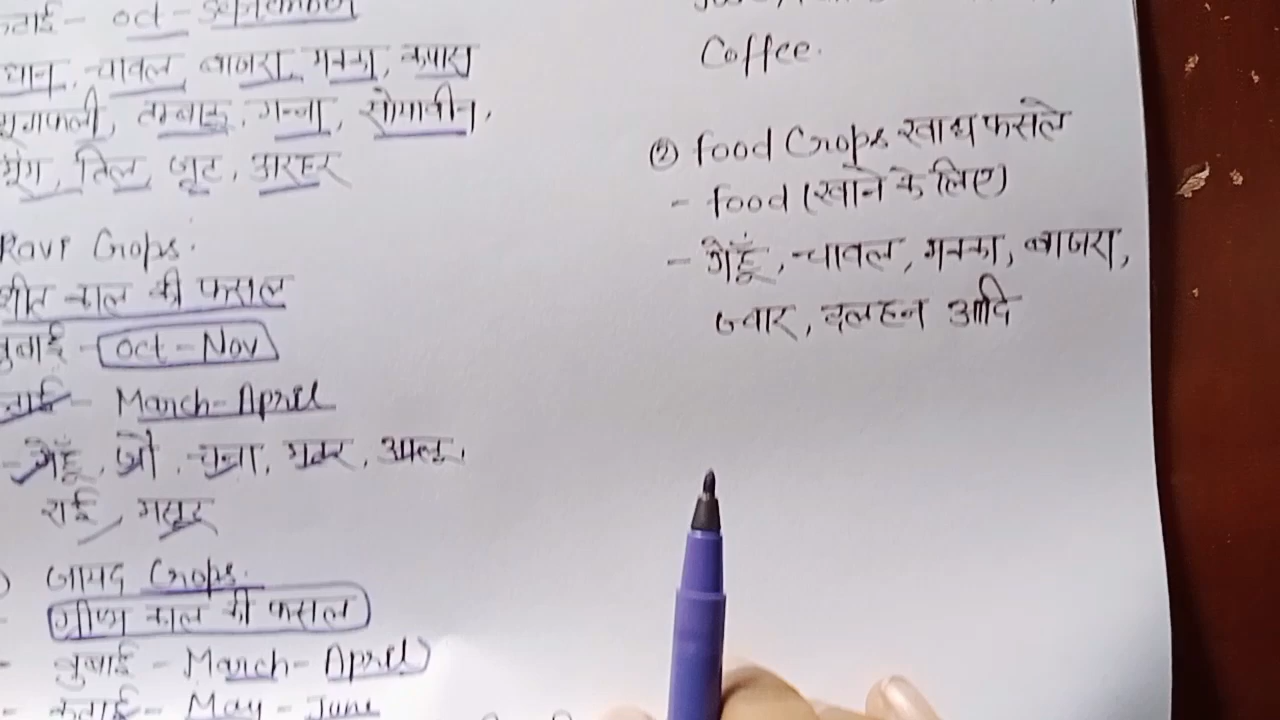 कटाई - Oct - September
धान, चावल, बाजरा, मक्का, कपास
मूंगफली, तम्बाकू, गन्ना, सोयाबीन,
मूंग, तिल, जूट, अरहर
Ravi Crops.
शीत काल की फसल
बुबाई - Oct - Nov
कटाई - March - April
- गेहूँ, जौ, चना, मटर, आलू,
राई, मसूर
जायद Crops.
ग्रीष्म काल की फसल
- बुबाई - March - April
- कटाई - May - June
Coffee.
② food Crops खाद्य फसले
- food (खाने के लिए)
- गेहूँ, चावल, मक्का, बाजरा,
ज्वार, दलहन आदि